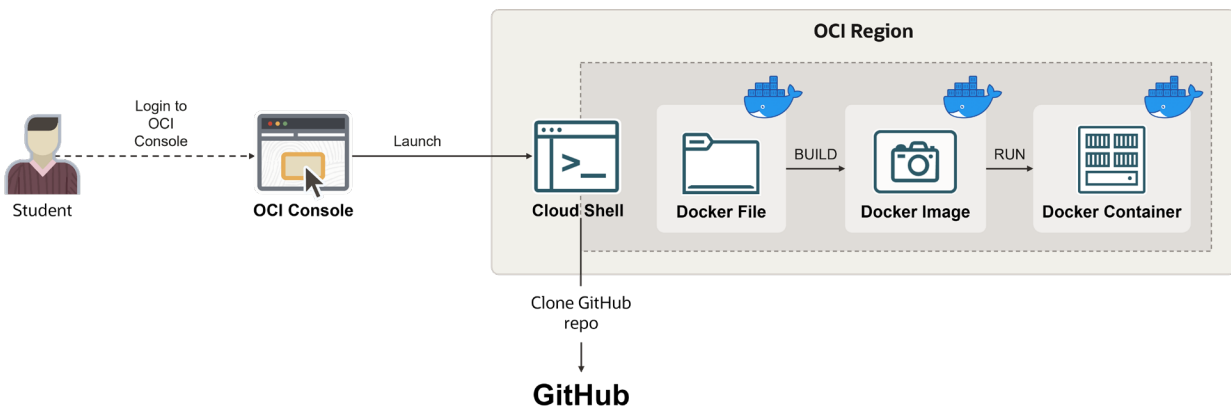 OCI Region
Login to
OCI
Console
Launch
BUILD
RUN
Student
OCI Console
Cloud Shell
Docker File
Docker Image
Docker Container
Clone GitHub
repo
GitHub